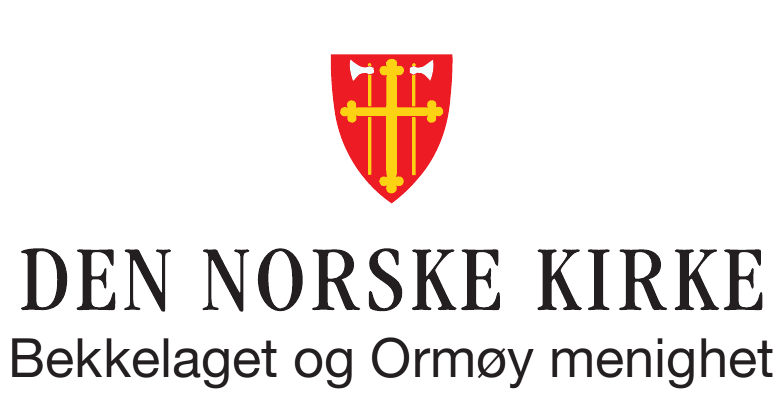 DEN NORSKE KIRKE
Bekkelaget og Ormøy menighet